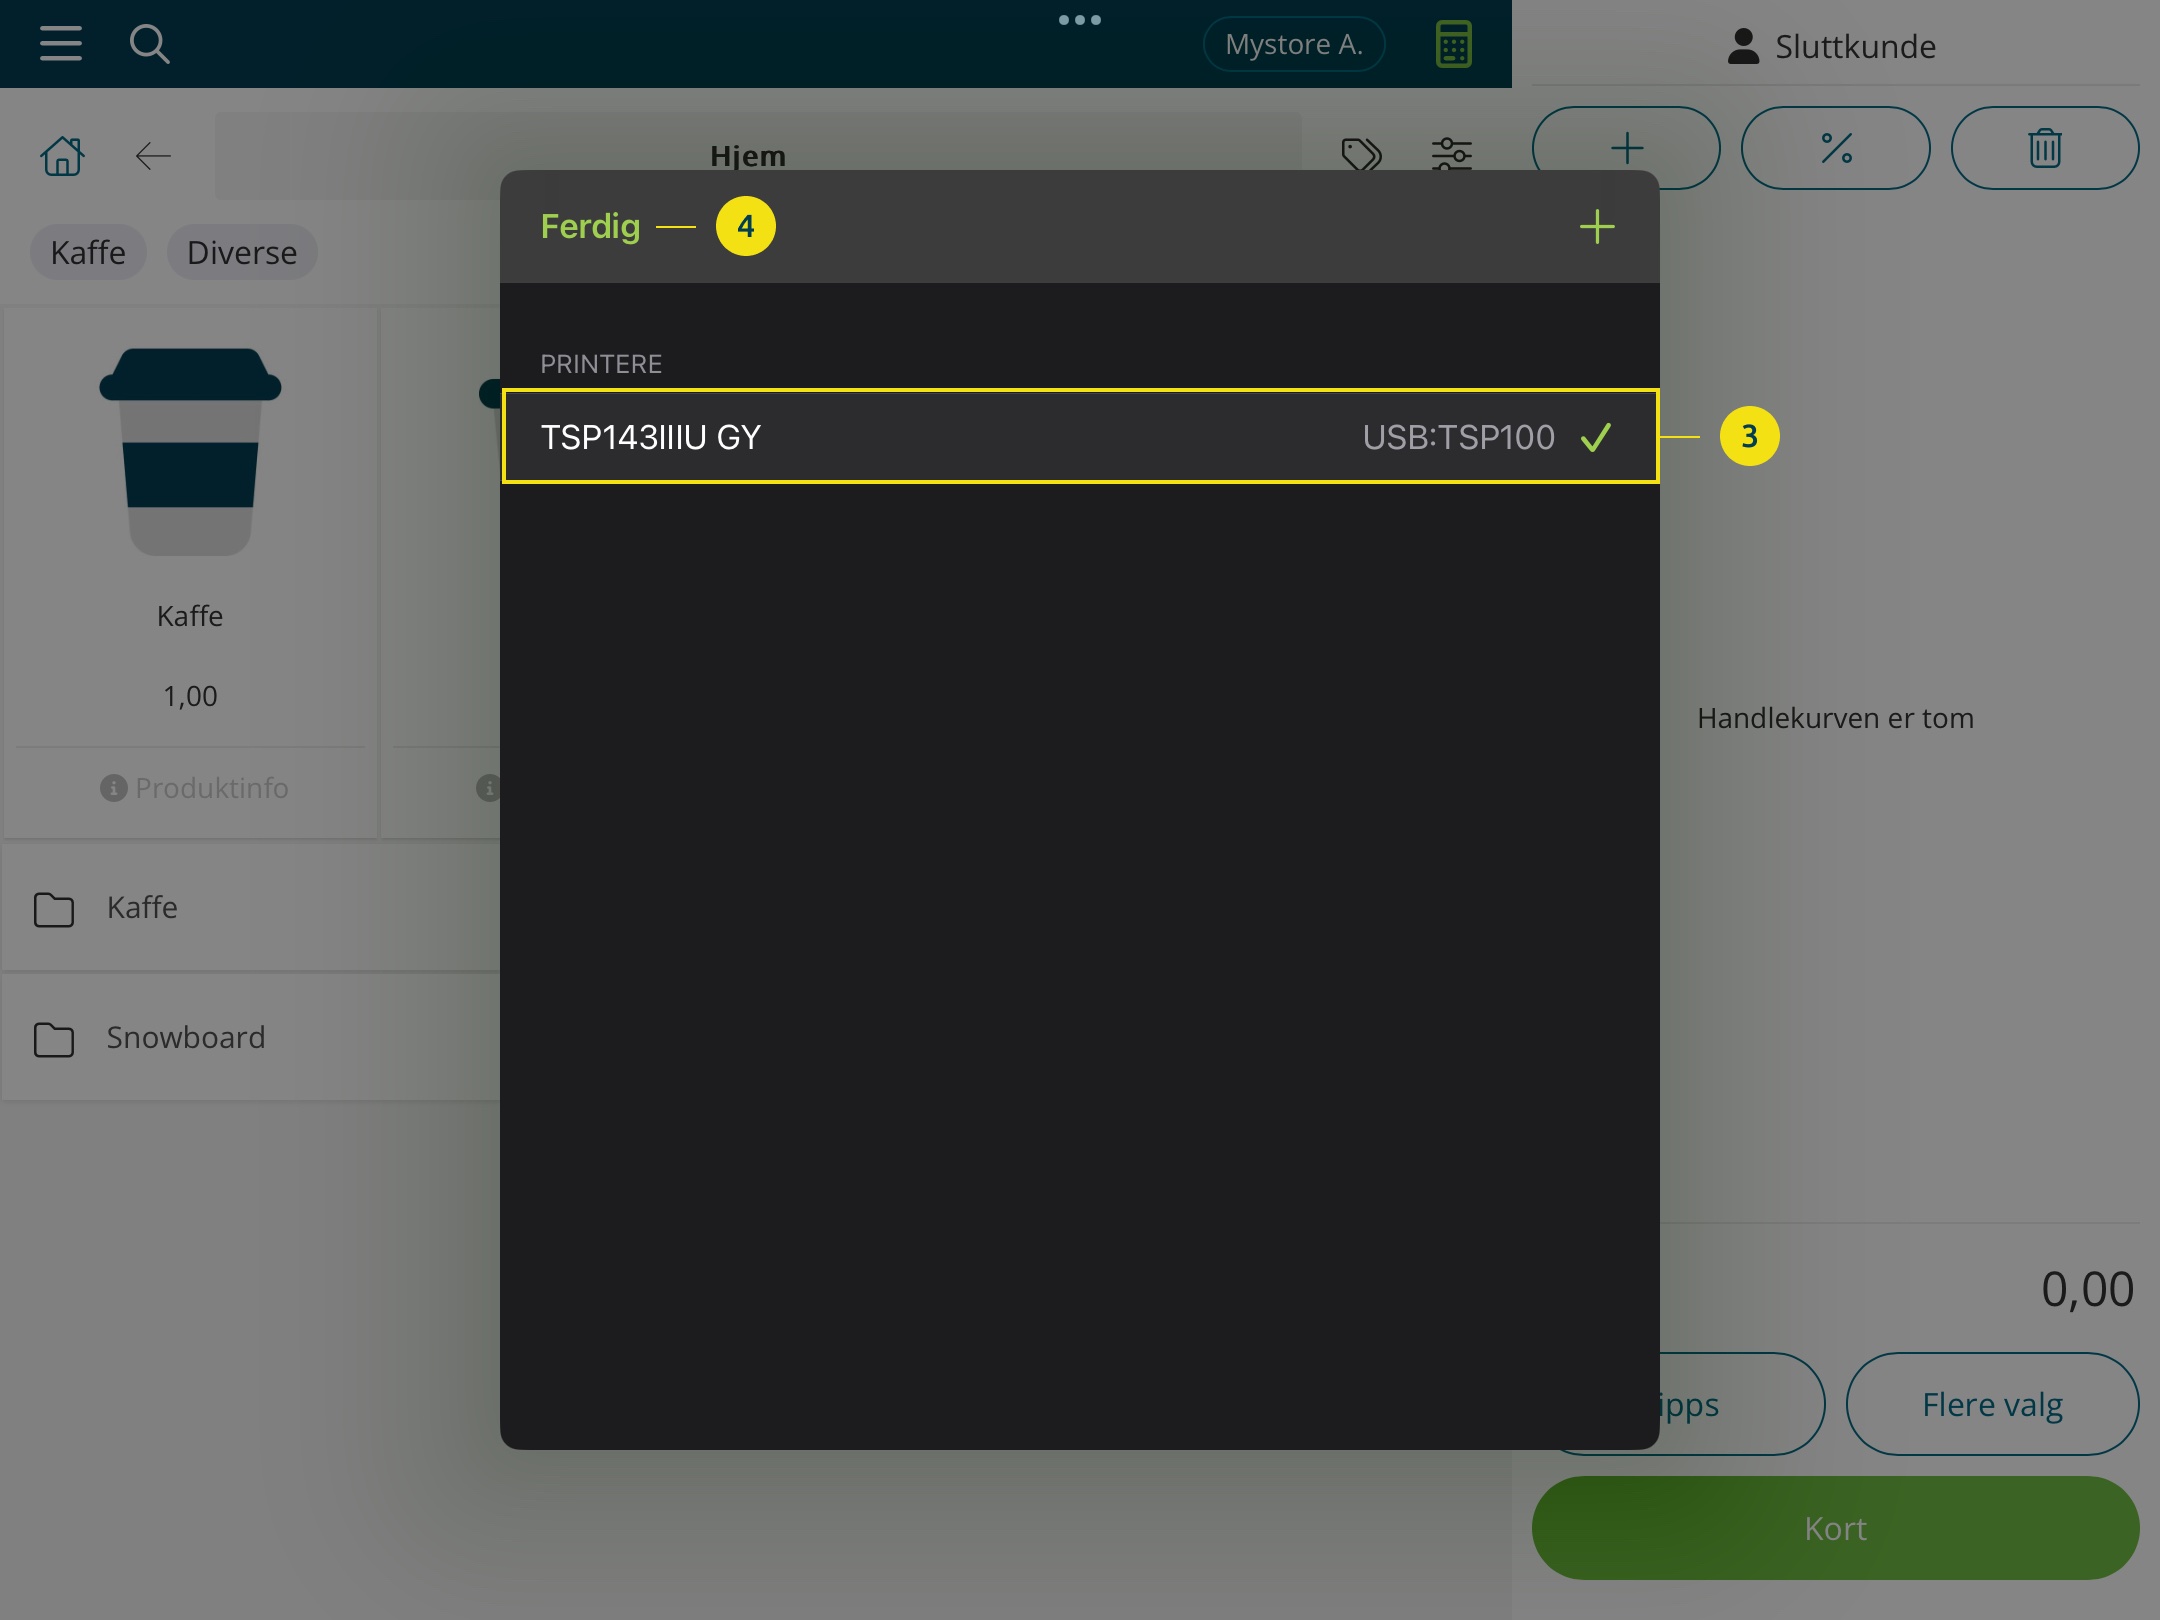 Mystore A.
Sluttkunde
Hjem
Ferdig
4
Kaffe
Diverse
PRINTERE
TSP143IIIU GY
USB:TSP100
3
Kaffe
1,00
Handlekurven er tom
Produktinfo
Kaffe
Snowboard
0,00
ipps
Flere valg
Kort